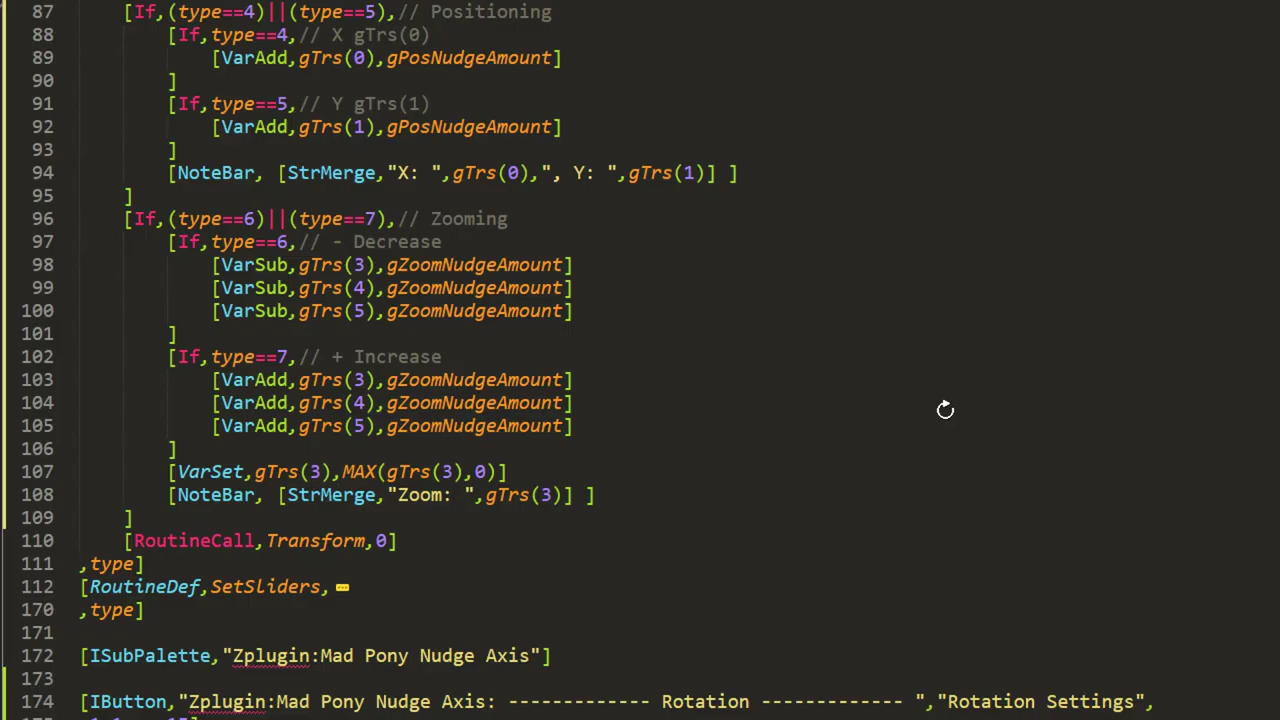 87 [If,(type==4)||(type==5),// Positioning
88 [If,type==4,// X gTrs(0)
89 [VarAdd,gTrs(0),gPosNudgeAmount]
90 ]
91 [If,type==5,// Y gTrs(1)
92 [VarAdd,gTrs(1),gPosNudgeAmount]
93 ]
94 [NoteBar, [StrMerge,"X: ",gTrs(0),", Y: ",gTrs(1)] ]
95 ]
96 [If,(type==6)||(type==7),// Zooming
97 [If,type==6,// - Decrease
98 [VarSub,gTrs(3),gZoomNudgeAmount]
99 [VarSub,gTrs(4),gZoomNudgeAmount]
100 [VarSub,gTrs(5),gZoomNudgeAmount]
101 ]
102 [If,type==7,// + Increase
103 [VarAdd,gTrs(3),gZoomNudgeAmount]
104 [VarAdd,gTrs(4),gZoomNudgeAmount]
105 [VarAdd,gTrs(5),gZoomNudgeAmount]
106 ]
107 [VarSet,gTrs(3),MAX(gTrs(3),0)]
108 [NoteBar, [StrMerge,"Zoom: ",gTrs(3)] ]
109 ]
110 [RoutineCall,Transform,0]
111 ,type]
112 [RoutineDef,SetSliders,
170 ,type]
171
172 [ISubPalette,"Zplugin:Mad Pony Nudge Axis"]
173
174 [IButton,"Zplugin:Mad Pony Nudge Axis: ------------- Rotation ------------- ","Rotation Settings",